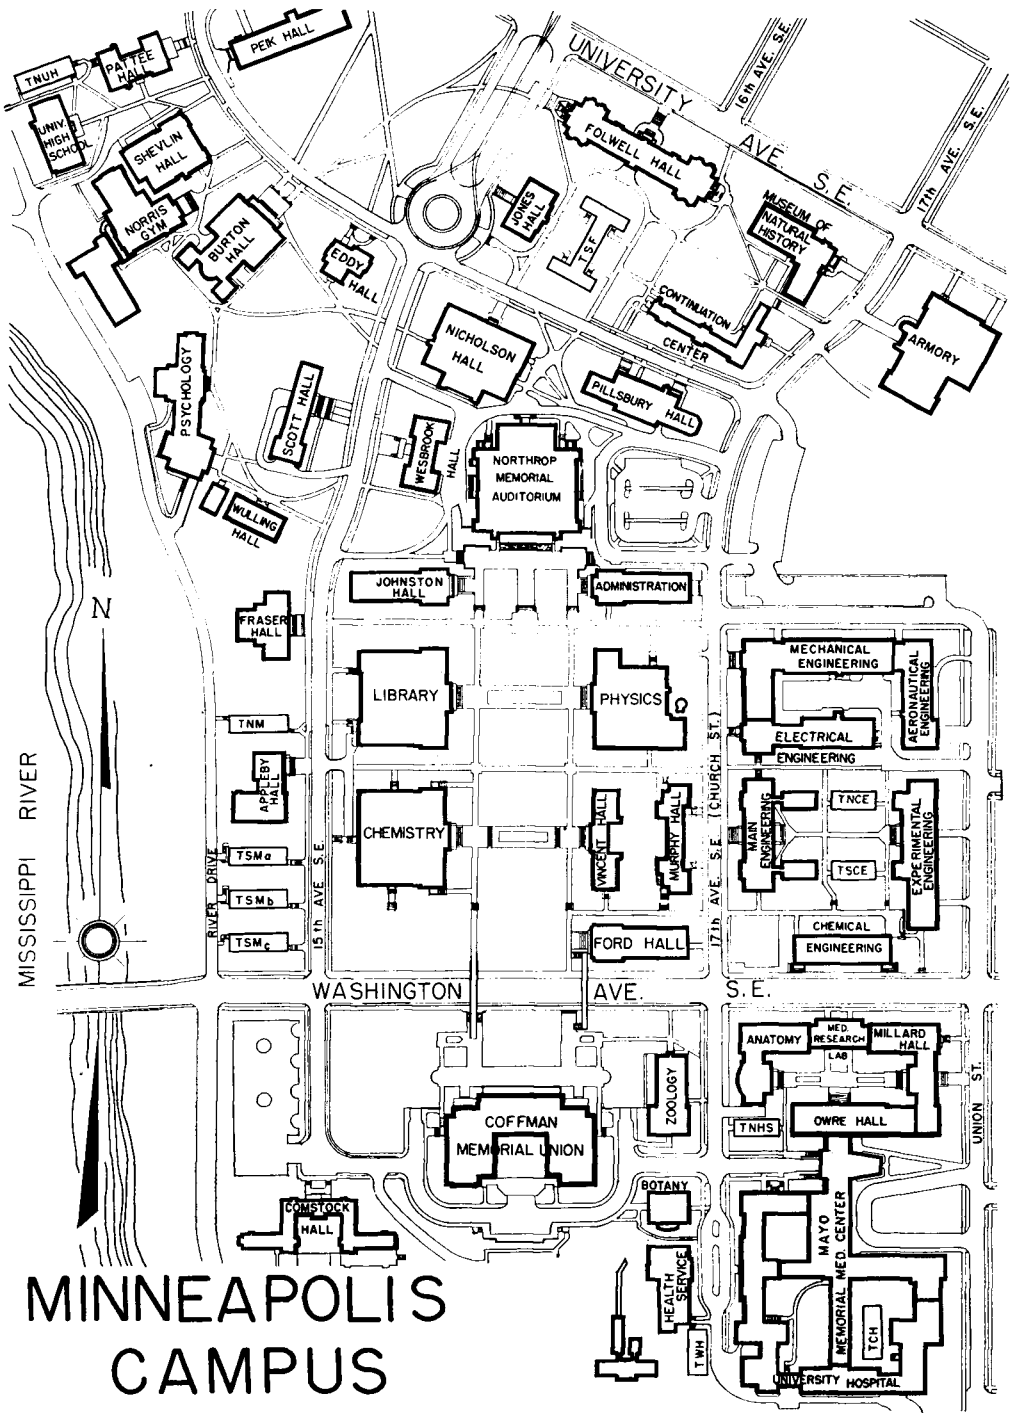 PEIK HALL
TNUH
PATTEE
HALL
UNIV.
HIGH
SCHOOL
SHEVLIN
HALL
NORRIS
GYM
BURTON
HALL
EDDY
HALL
JONES
HALL
UNIVERSITY AVE. S.E.
16th AVE. S.E.
17th AVE. S.E.
FOLWELL HALL
TSF
MUSEUM OF
NATURAL
HISTORY
CONTINUATION
CENTER
ARMORY
NICHOLSON
HALL
PILLSBURY HALL
PSYCHOLOGY
SCOTT HALL
WESBROOK
HALL
WULLING
HALL
NORTHROP
MEMORIAL
AUDITORIUM
JOHNSTON
HALL
ADMINISTRATION
N
FRASER
HALL
LIBRARY
PHYSICS
MECHANICAL
ENGINEERING
AERONAUTICAL
ENGINEERING
ELECTRICAL
ENGINEERING
TNM
APPLEBY
HALL
CHEMISTRY
VINCENT HALL
MURPHY HALL
17th AVE. S.E (CHURCH ST.)
MAIN
ENGINEERING
TNCE
TSCE
EXPERIMENTAL
ENGINEERING
MISSISSIPPI RIVER
RIVER DRIVE
15th AVE S.E.
TSMa
TSMb
TSMc
FORD HALL
CHEMICAL
ENGINEERING
WASHINGTON AVE. S.E.
ANATOMY
MED.
RESEARCH
LAB
MILLARD
HALL
UNION ST.
TNHS
OWRE HALL
ZOOLOGY
COFFMAN
MEMORIAL UNION
BOTANY
COMSTOCK
HALL
MAYO
MEMORIAL MED. CENTER
HEALTH
SERVICE
TWH
TCH
UNIVERSITY HOSPITAL
MINNEAPOLIS
CAMPUS